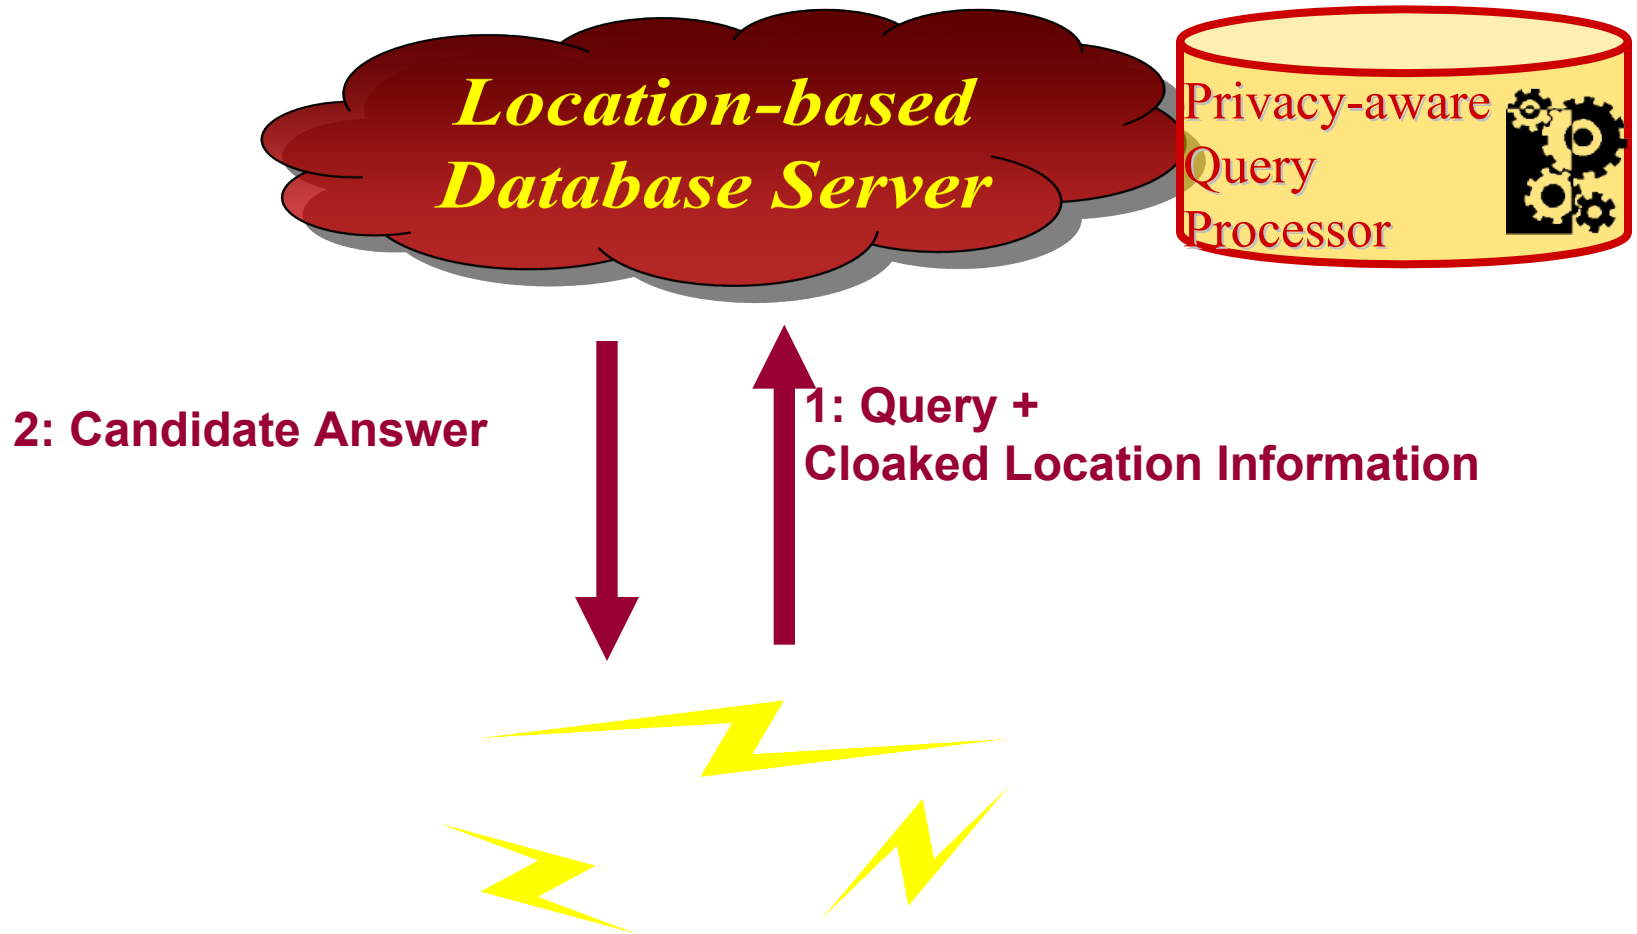 Location-based
Database Server
Privacy-aware
Query
Processor
2: Candidate Answer
1: Query +
Cloaked Location Information